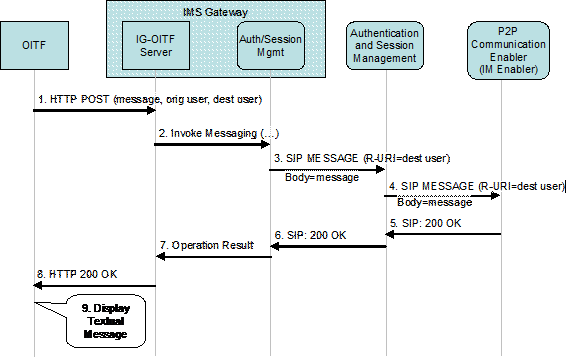 IMS Gateway
OITF
IG-OITF
Server
Auth/Session
Mgmt
Authentication
and Session
Management
P2P
Communication
Enabler
(IM Enabler)
1. HTTP POST (message, orig user, dest user)
2. Invoke Messaging (…)
3. SIP MESSAGE (R-URI=dest user)
Body=message
4. SIP MESSAGE (R-URI=dest user)
Body=message
5. SIP: 200 OK
6. SIP: 200 OK
7. Operation Result
8. HTTP 200 OK
9. Display
Textual
Message